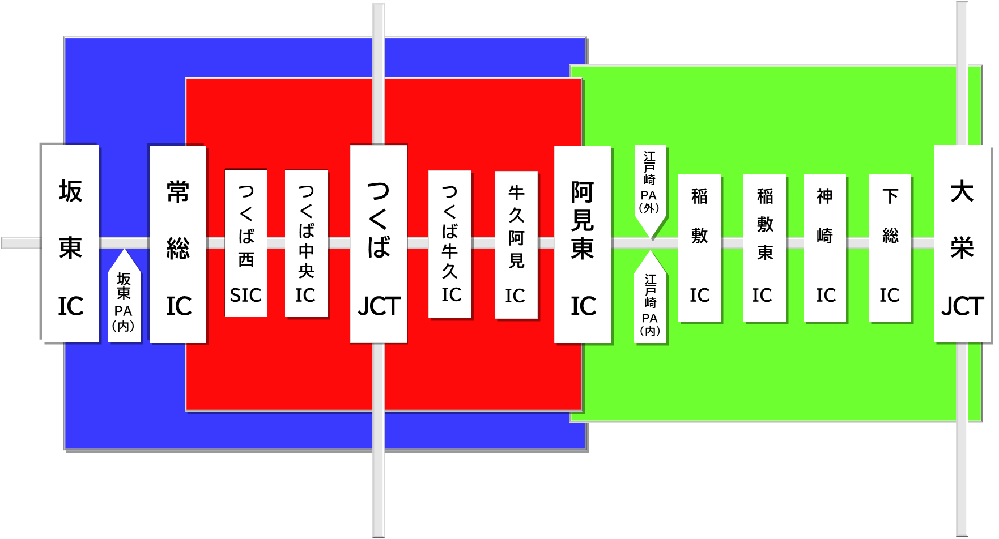 坂東IC
坂東PA
（内）
常総IC
つくば西SIC
つくば中央IC
つくばJCT
つくば牛久IC
牛久阿見IC
阿見東IC
江戸崎PA
（外）
江戸崎PA
（内）
稲敷IC
稲敷東IC
神崎IC
下総IC
大栄JCT